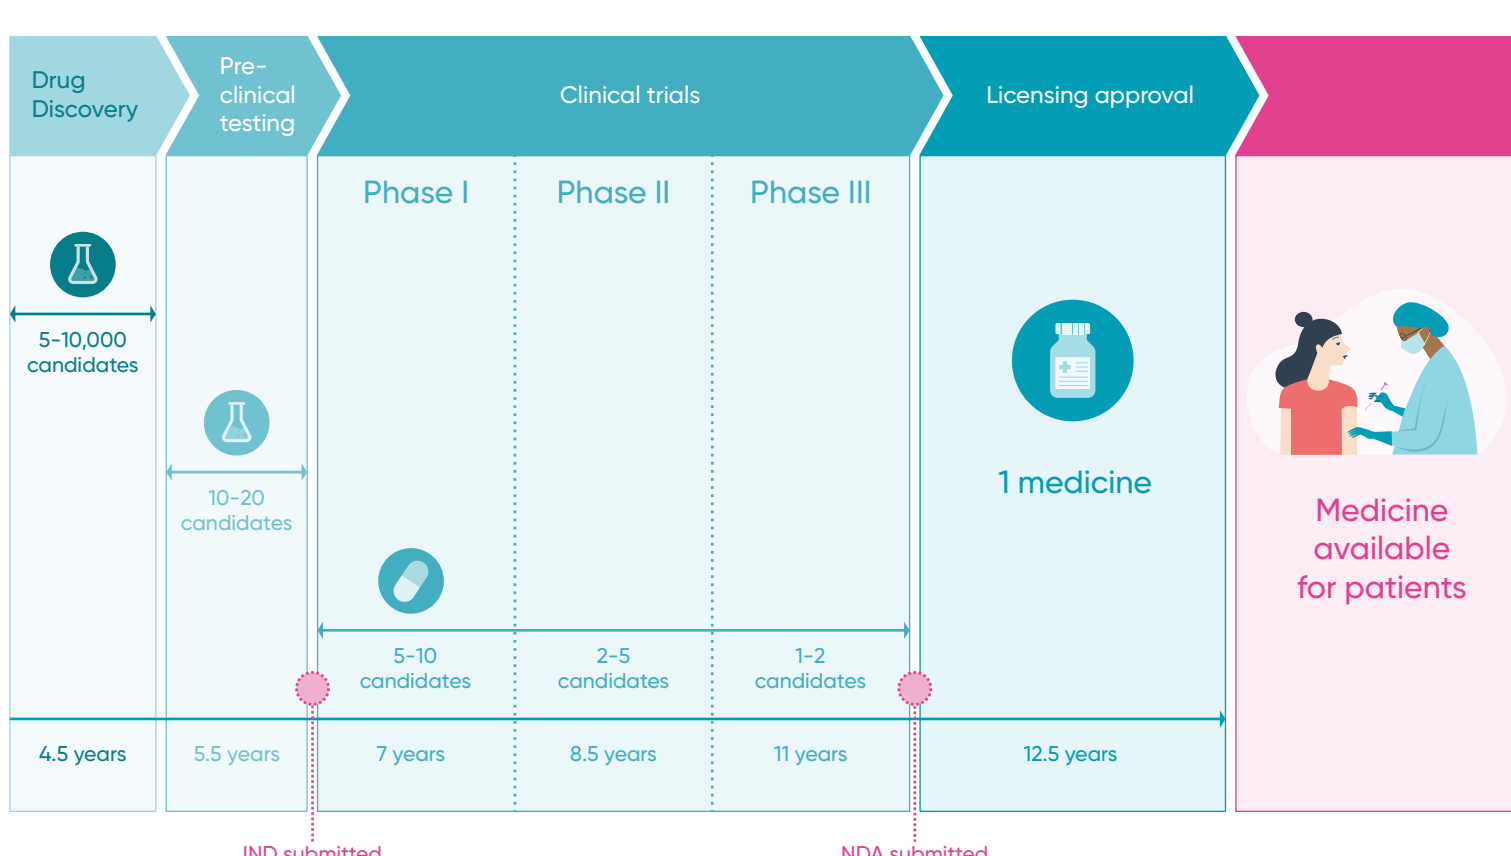 Drug
Discovery
Pre-
clinical
testing
Clinical trials
Licensing approval
Phase I
Phase II
Phase III
5-10,000
candidates
10-20
candidates
5-10
candidates
2-5
candidates
1-2
candidates
1 medicine
Medicine
available
for patients
4.5 years
5.5 years
7 years
8.5 years
11 years
12.5 years
IND submitted
NDA submitted